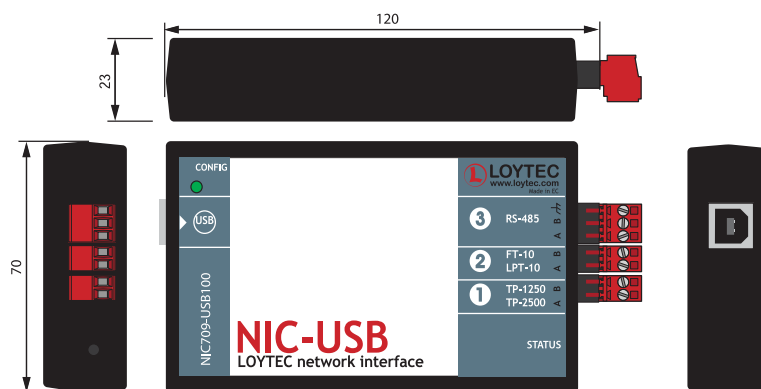 120
23
70
CONFIG
USB
NIC709-USB100
NIC-USB
LOYTEC network interface
L LOYTEC
www.loytec.com
Made in EC
3 RS-485
B
A
2 FT-10 B
LPT-10 A
1 TP-1250 B
TP-2500 A
STATUS